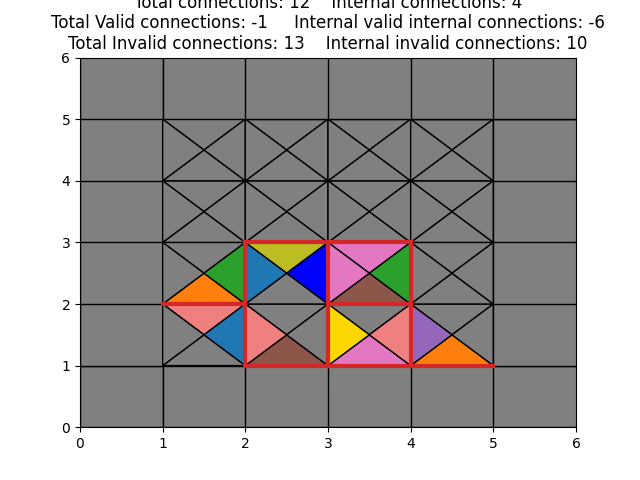 Total connections: 12    Internal connections: 4
Total Valid connections: -1    Internal valid internal connections: -6
Total Invalid connections: 13    Internal invalid connections: 10
6
5
4
3
2
1
0
0 1 2 3 4 5 6